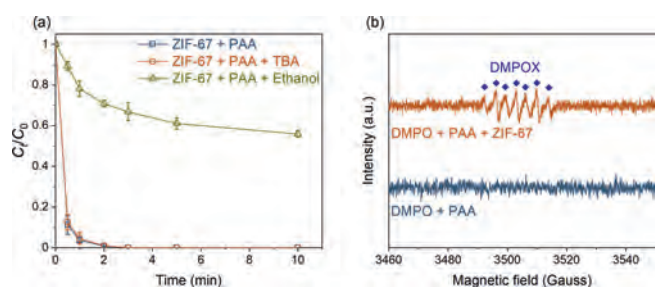 (a)
ZIF-67 + PAA
ZIF-67 + PAA + TBA
ZIF-67 + PAA + Ethanol
1
0.8
0.6
0.4
0.2
0
Ct/C0
0 2 4 6 8 10
Time (min)
(b)
DMPOX
DMPO + PAA + ZIF-67
DMPO + PAA
Intensity (a.u.)
3460 3480 3500 3520 3540
Magnetic field (Gauss)